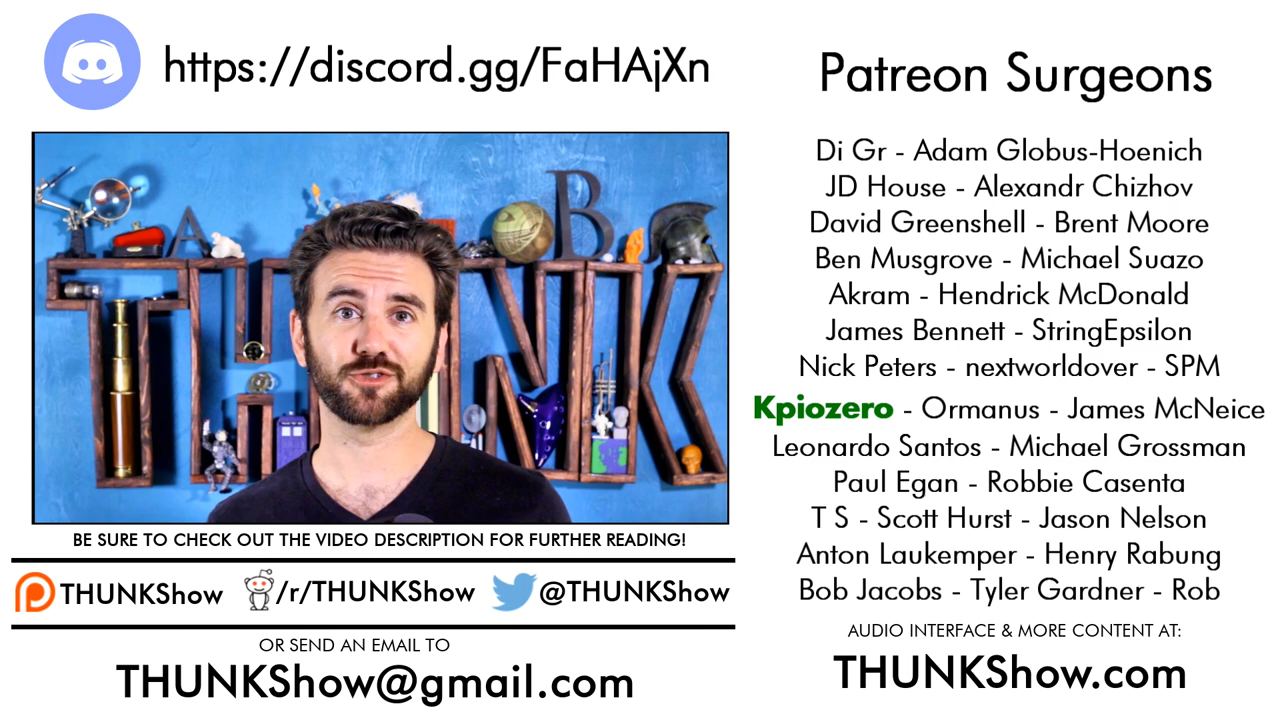 https://discord.gg/FaHAjXn
A B
THUNK
BE SURE TO CHECK OUT THE VIDEO DESCRIPTION FOR FURTHER READING!
THUNKShow /r/THUNKShow @THUNKShow
OR SEND AN EMAIL TO
THUNKShow@gmail.com
Patreon Surgeons
Di Gr - Adam Globus-Hoenich
JD House - Alexandr Chizhov
David Greenshell - Brent Moore
Ben Musgrove - Michael Suazo
Akram - Hendrick McDonald
James Bennett - StringEpsilon
Nick Peters - nextworldover - SPM
Kpiozero - Ormanus - James McNeice
Leonardo Santos - Michael Grossman
Paul Egan - Robbie Casenta
T S - Scott Hurst - Jason Nelson
Anton Laukemper - Henry Rabung
Bob Jacobs - Tyler Gardner - Rob
AUDIO INTERFACE & MORE CONTENT AT:
THUNKShow.com